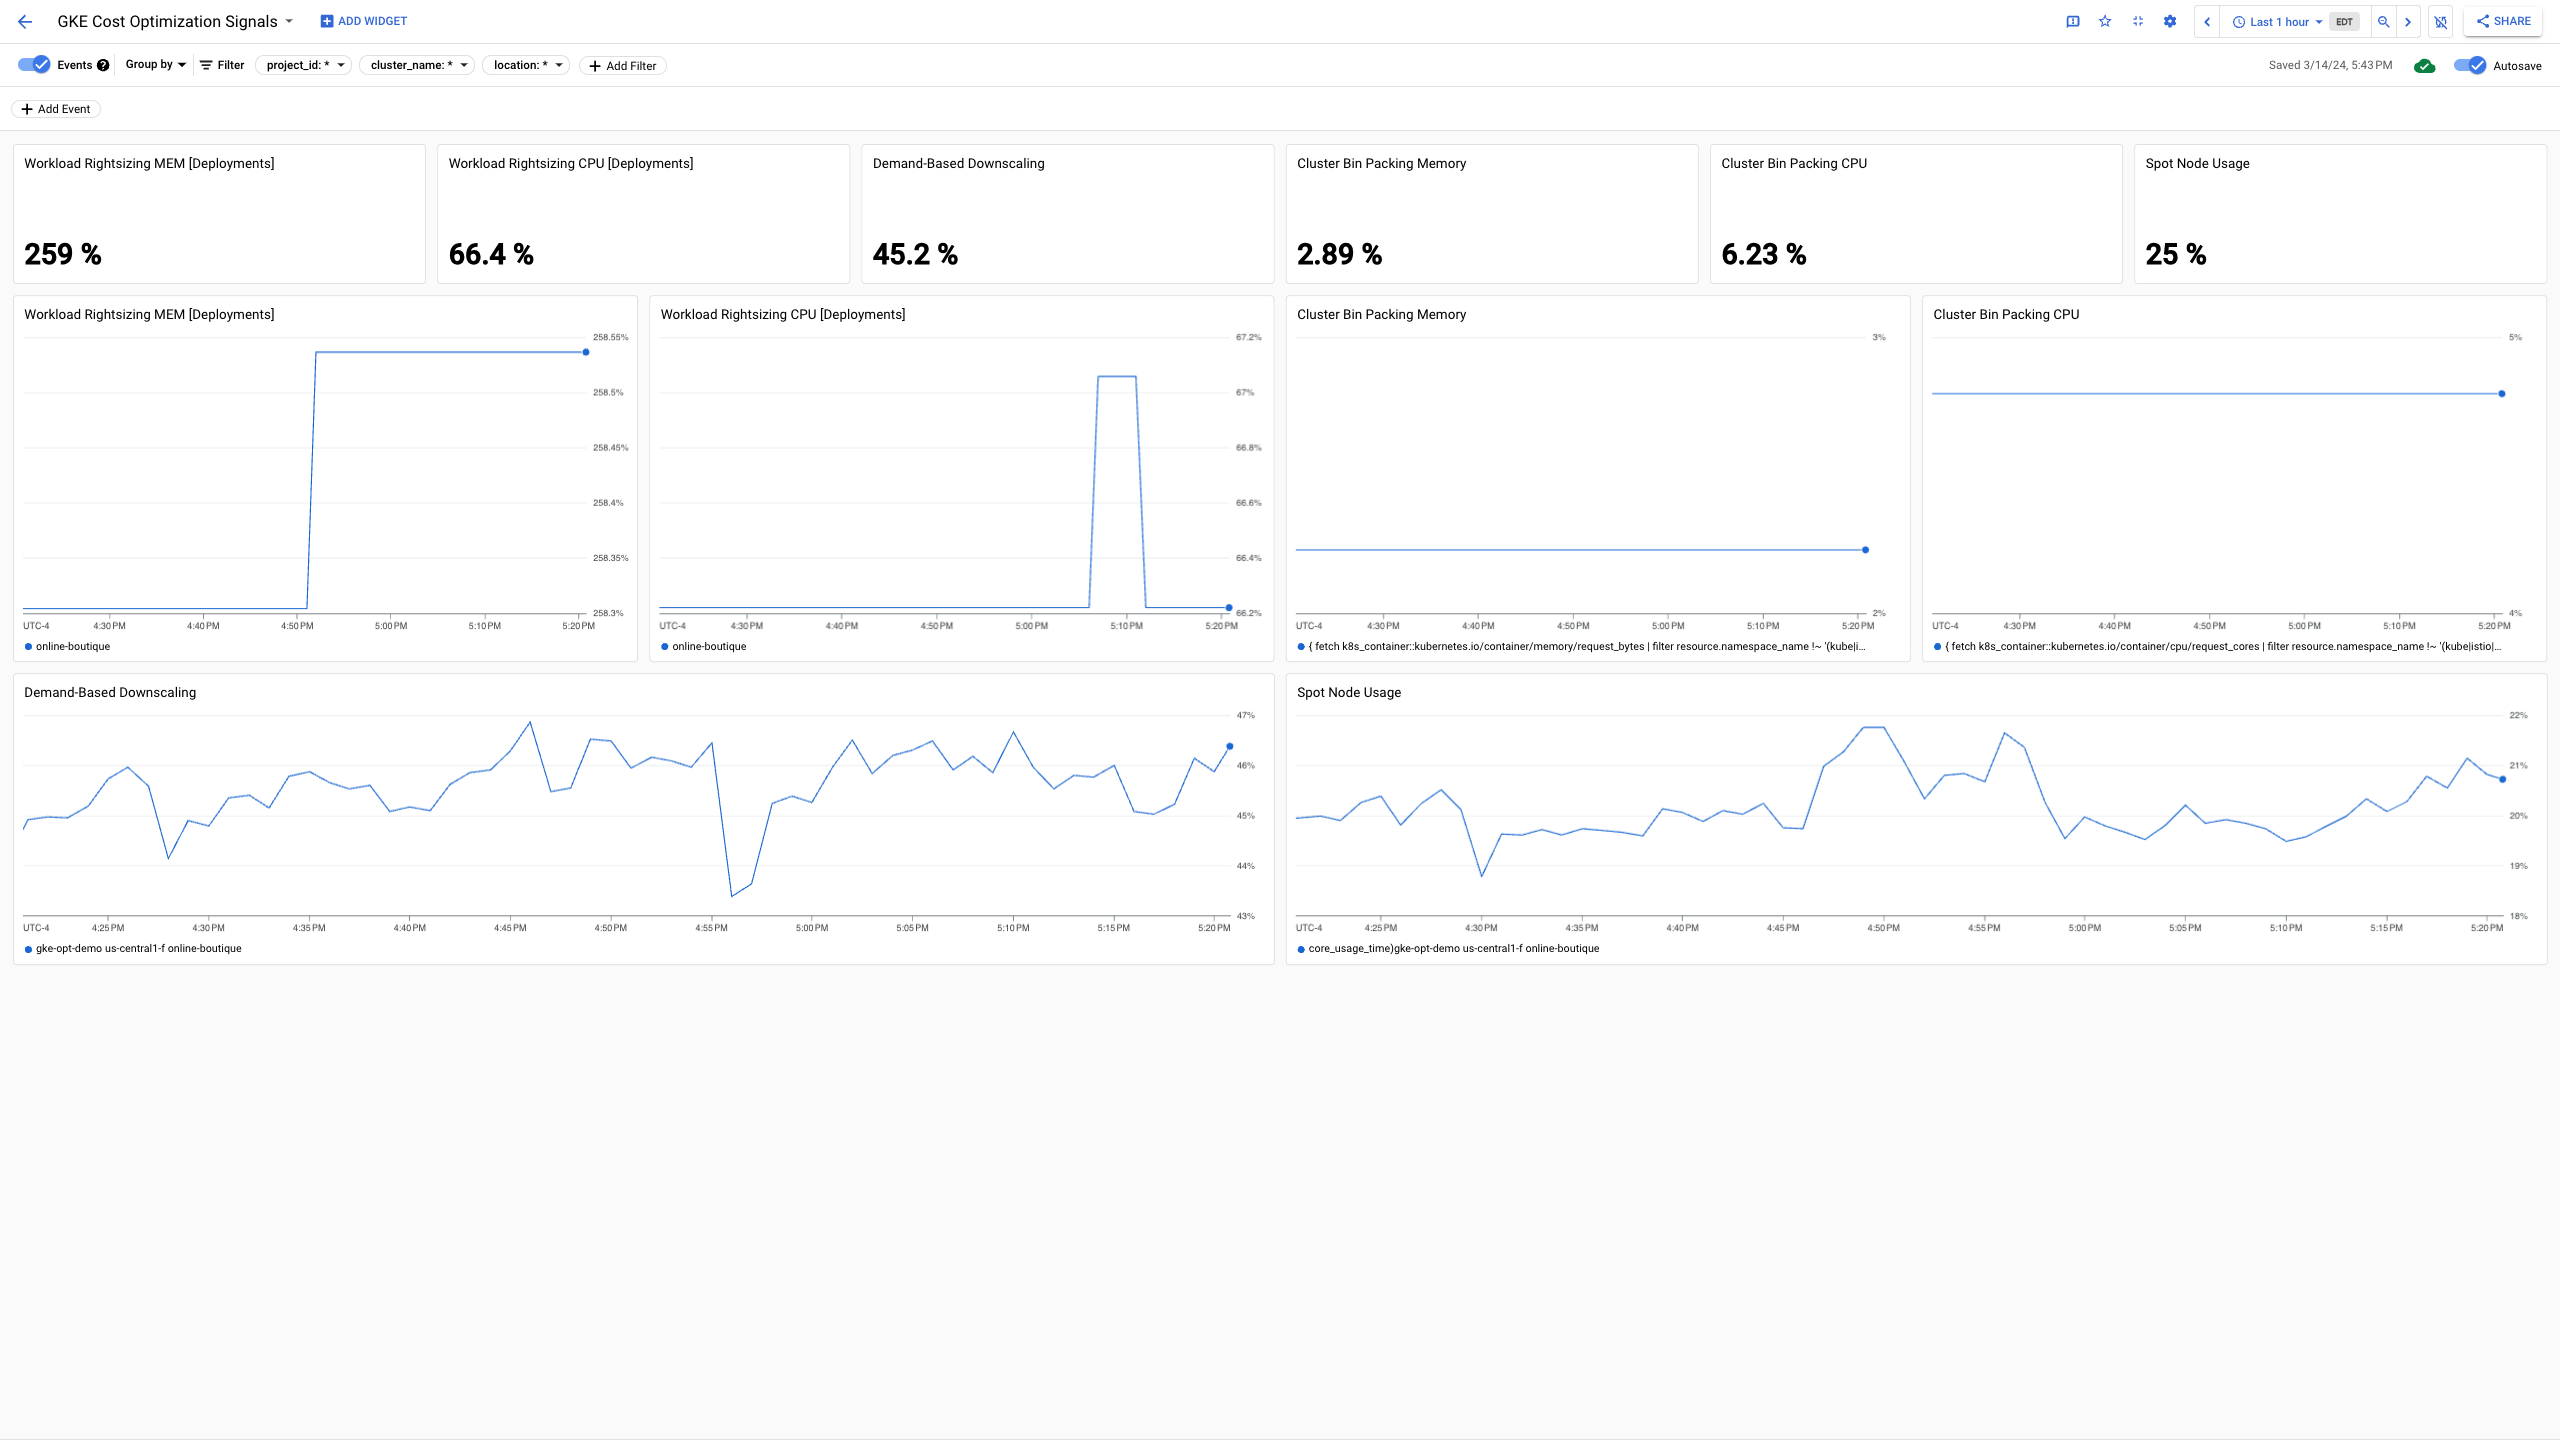 GKE Cost Optimization Signals ADD WIDGET Last 1 hour EDT SHARE
Events Group by Filter project_id: * cluster_name: * location: * Add Filter Saved 3/14/24, 5:43 PM Autosave
Add Event
Workload Rightsizing MEM [Deployments]
259 %
Workload Rightsizing CPU [Deployments]
66.4 %
Demand-Based Downscaling
45.2 %
Cluster Bin Packing Memory
2.89 %
Cluster Bin Packing CPU
6.23 %
Spot Node Usage
25 %
Workload Rightsizing MEM [Deployments]
258.55%
258.5%
258.45%
258.4%
258.35%
258.3%
UTC-4 4:30 PM 4:40 PM 4:50 PM 5:00 PM 5:10 PM 5:20 PM
online-boutique
Workload Rightsizing CPU [Deployments]
67.2%
67%
66.8%
66.6%
66.4%
66.2%
UTC-4 4:30 PM 4:40 PM 4:50 PM 5:00 PM 5:10 PM 5:20 PM
online-boutique
Cluster Bin Packing Memory
3%
2%
UTC-4 4:30 PM 4:40 PM 4:50 PM 5:00 PM 5:10 PM 5:20 PM
{ fetch k8s_container::kubernetes.io/container/memory/request_bytes | filter resource.namespace_name !~ '(kube|i...
Cluster Bin Packing CPU
5%
4%
UTC-4 4:30 PM 4:40 PM 4:50 PM 5:00 PM 5:10 PM 5:20 PM
{ fetch k8s_container::kubernetes.io/container/cpu/request_cores | filter resource.namespace_name !~ '(kube|istio|...
Demand-Based Downscaling
47%
46%
45%
44%
43%
UTC-4 4:25 PM 4:30 PM 4:35 PM 4:40 PM 4:45 PM 4:50 PM 4:55 PM 5:00 PM 5:05 PM 5:10 PM 5:15 PM 5:20 PM
gke-opt-demo us-central1-f online-boutique
Spot Node Usage
22%
21%
20%
19%
18%
UTC-4 4:25 PM 4:30 PM 4:35 PM 4:40 PM 4:45 PM 4:50 PM 4:55 PM 5:00 PM 5:05 PM 5:10 PM 5:15 PM 5:20 PM
core_usage_time)gke-opt-demo us-central1-f online-boutique